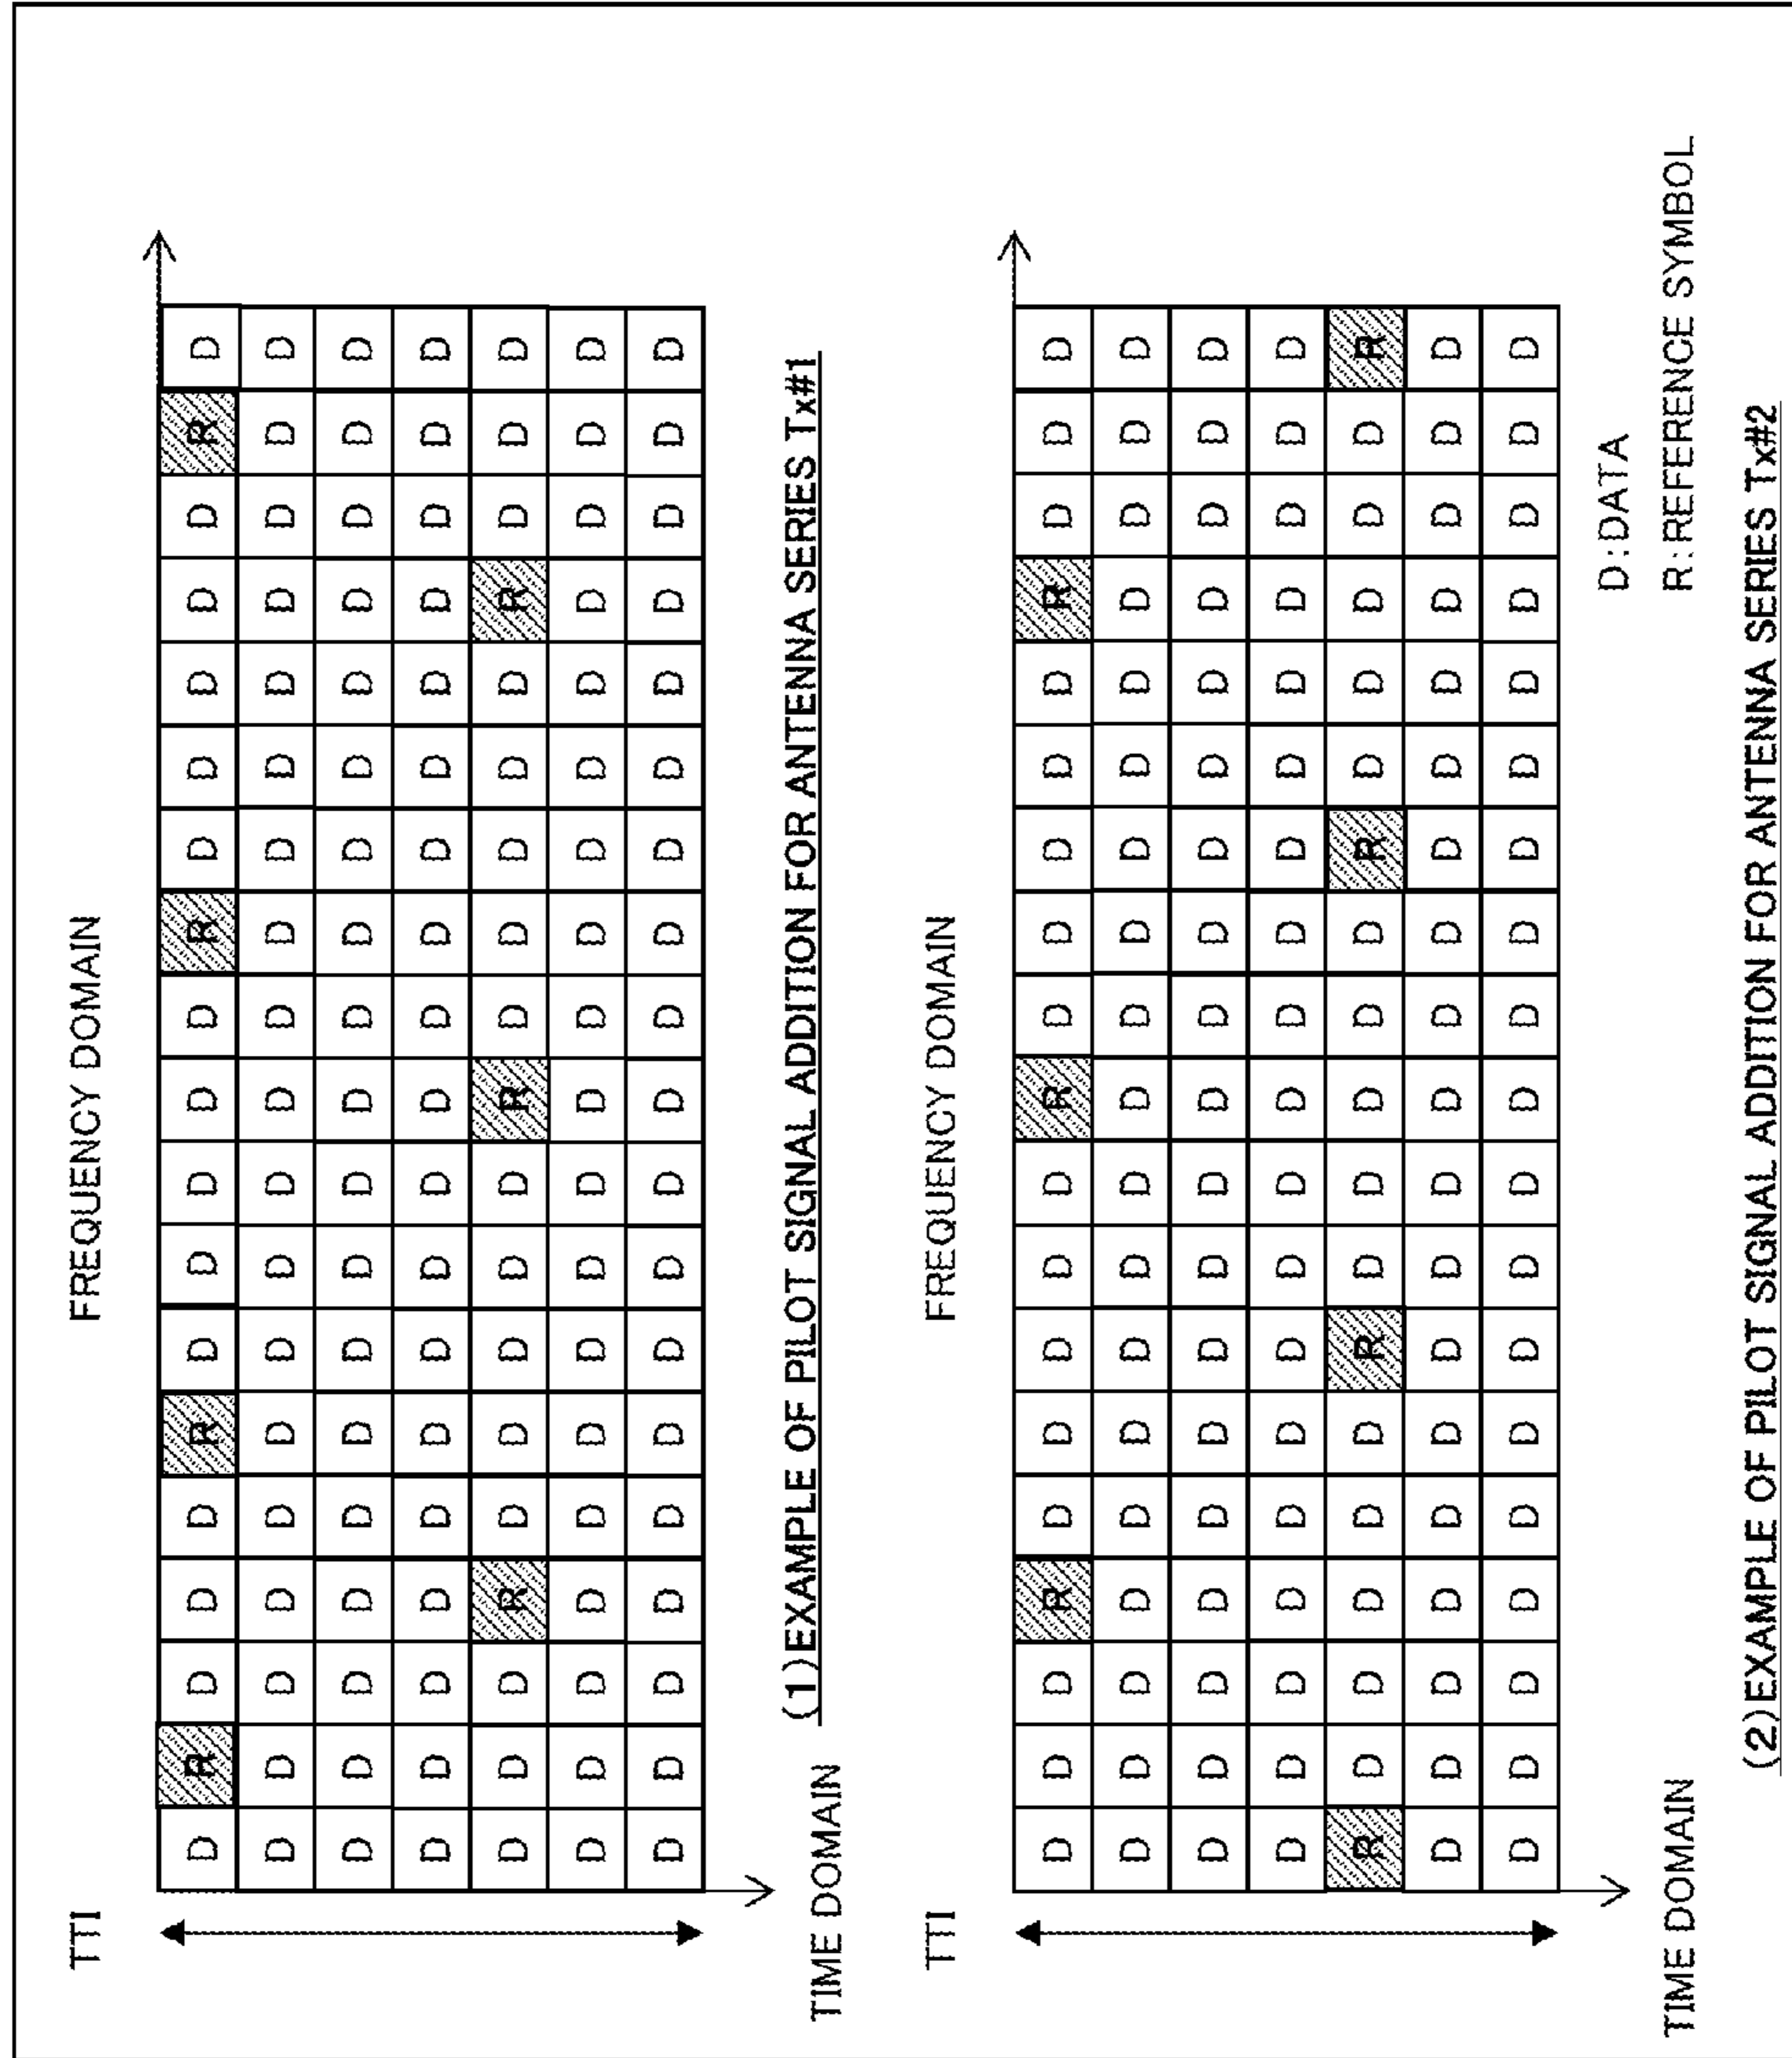 TTI
FREQUENCY DOMAIN
D R D D D R D D D D D R D D D D D R D
D D D D D D D D D D D D D D D D D D D
D D D D D D D D D D D D D D D D D D D
D D D D D D D D D D D D D D D D D D D
D D D R D D D D D R D D D D D R D D D
D D D D D D D D D D D D D D D D D D D
D D D D D D D D D D D D D D D D D D D
TIME DOMAIN
(1)EXAMPLE OF PILOT SIGNAL ADDITION FOR ANTENNA SERIES Tx#1
TTI
FREQUENCY DOMAIN
D D D R D D D D D R D D D D D R D D D
D D D D D D D D D D D D D D D D D D D
D D D D D D D D D D D D D D D D D D D
D D D D D D D D D D D D D D D D D D D
R D D D D D R D D D D D R D D D D D R
D D D D D D D D D D D D D D D D D D D
D D D D D D D D D D D D D D D D D D D
D:DATA
TIME DOMAIN
R:REFERENCE SYMBOL
(2)EXAMPLE OF PILOT SIGNAL ADDITION FOR ANTENNA SERIES Tx#2